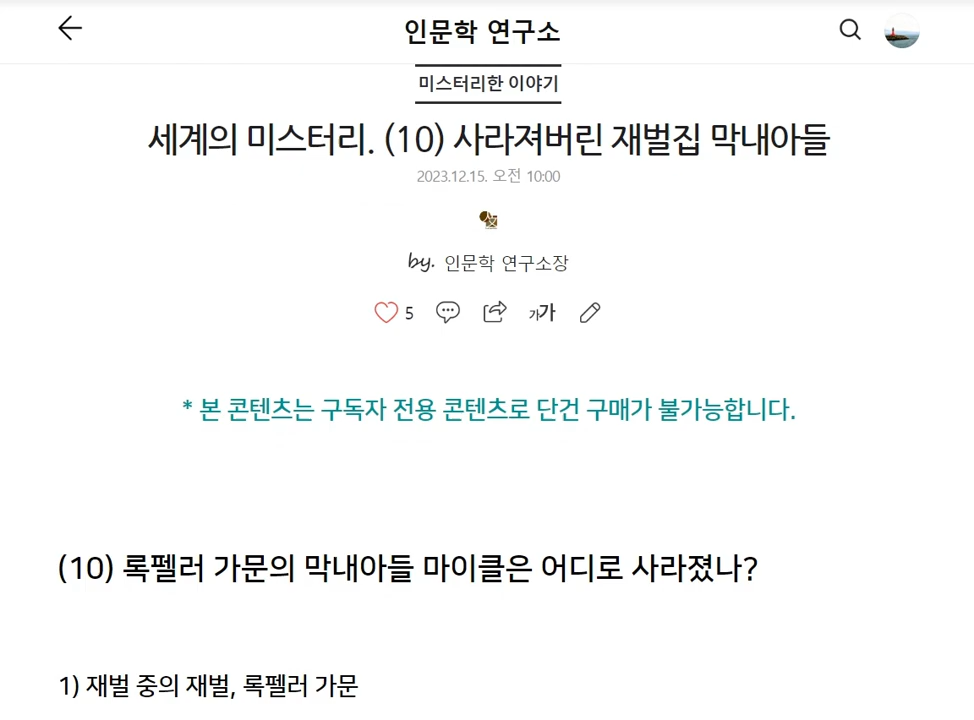 인문학 연구소
미스터리한 이야기
세계의 미스터리. (10) 사라져버린 재벌집 막내아들
2023.12.15. 오전 10:00
by. 인문학 연구소장
5 가가
* 본 콘텐츠는 구독자 전용 콘텐츠로 단건 구매가 불가능합니다.
(10) 록펠러 가문의 막내아들 마이클은 어디로 사라졌나?
1) 재벌 중의 재벌, 록펠러 가문